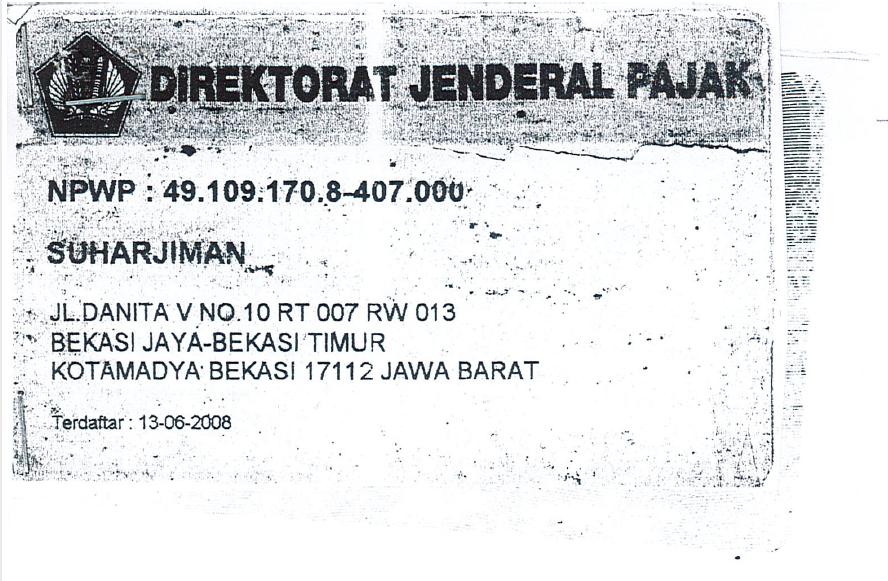 DIREKTORAT JENDERAL PAJAK
NPWP : 49.109.170.8-407.000
SUHARJIMAN
JL.DANITA V NO.10 RT 007 RW 013
BEKASI JAYA-BEKASI TIMUR
KOTAMADYA BEKASI 17112 JAWA BARAT
Terdaftar : 13-06-2008